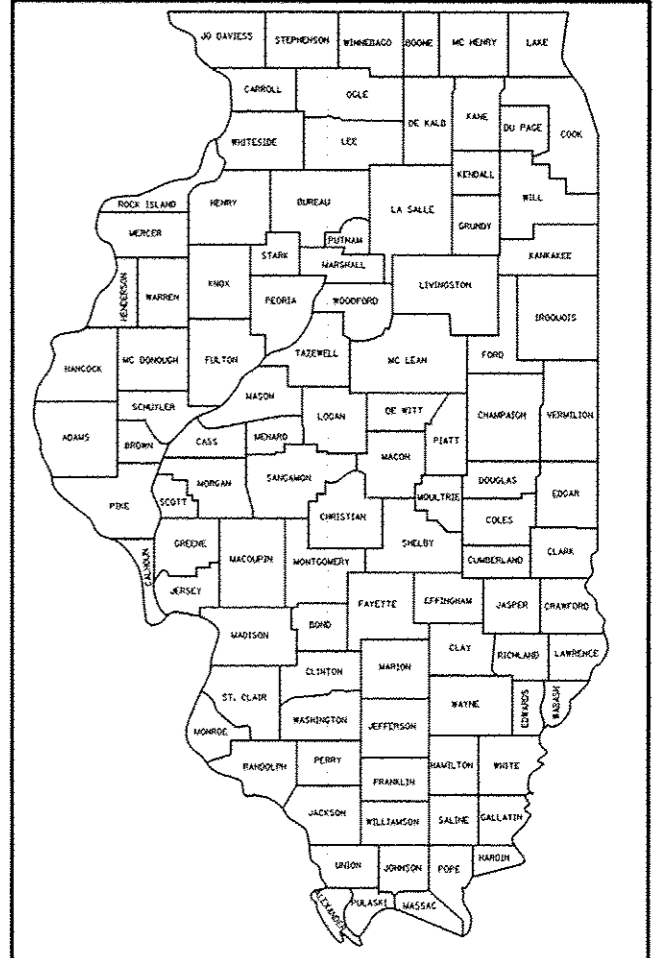 JO DAVIESS
STEPHENSON
WINNEBAGO
BOONE
MC HENRY
LAKE
CARROLL
OGLE
DE KALB
KANE
DU PAGE
COOK
WHITESIDE
LEE
KENDALL
WILL
ROCK ISLAND
HENRY
BUREAU
LA SALLE
GRUNDY
MERCER
PUTNAM
STARK
MARSHALL
KANKAKEE
HENDERSON
WARREN
KNOX
PEORIA
WOODFORD
LIVINGSTON
IROQUOIS
HANCOCK
MC DONOUGH
FULTON
TAZEWELL
MC LEAN
FORD
MASON
SCHUYLER
LOGAN
DE WITT
CHAMPAIGN
VERMILION
ADAMS
BROWN
CASS
MENARD
PIATT
MACON
MORGAN
SANGAMON
DOUGLAS
PIKE
SCOTT
CHRISTIAN
MOULTRIE
EDGAR
COLES
GREENE
MACOUPIN
MONTGOMERY
SHELBY
CUMBERLAND
CLARK
CALHOUN
JERSEY
FAYETTE
EFFINGHAM
JASPER
CRAWFORD
MADISON
BOND
CLAY
RICHLAND
LAWRENCE
CLINTON
MARION
ST. CLAIR
WAYNE
EDWARDS
WABASH
WASHINGTON
JEFFERSON
MONROE
RANDOLPH
PERRY
HAMILTON
WHITE
FRANKLIN
JACKSON
WILLIAMSON
SALINE
GALLATIN
UNION
JOHNSON
POPE
HARDIN
ALEXANDER
PULASKI
MASSAC